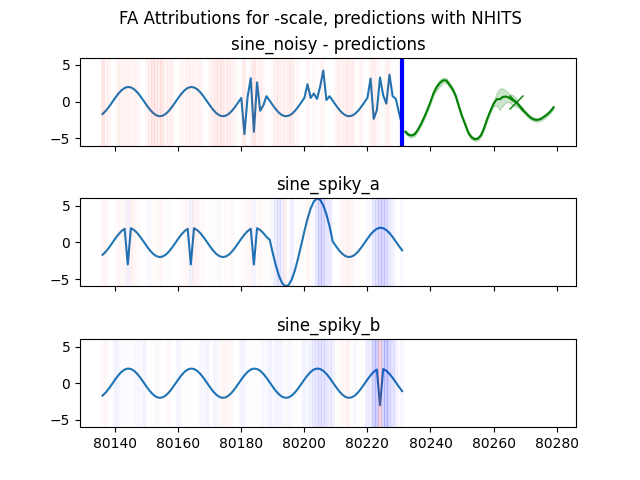 FA Attributions for -scale, predictions with NHITS
sine_noisy - predictions
5
0
−5
sine_spiky_a
5
0
−5
sine_spiky_b
5
0
−5
80140 80160 80180 80200 80220 80240 80260 80280